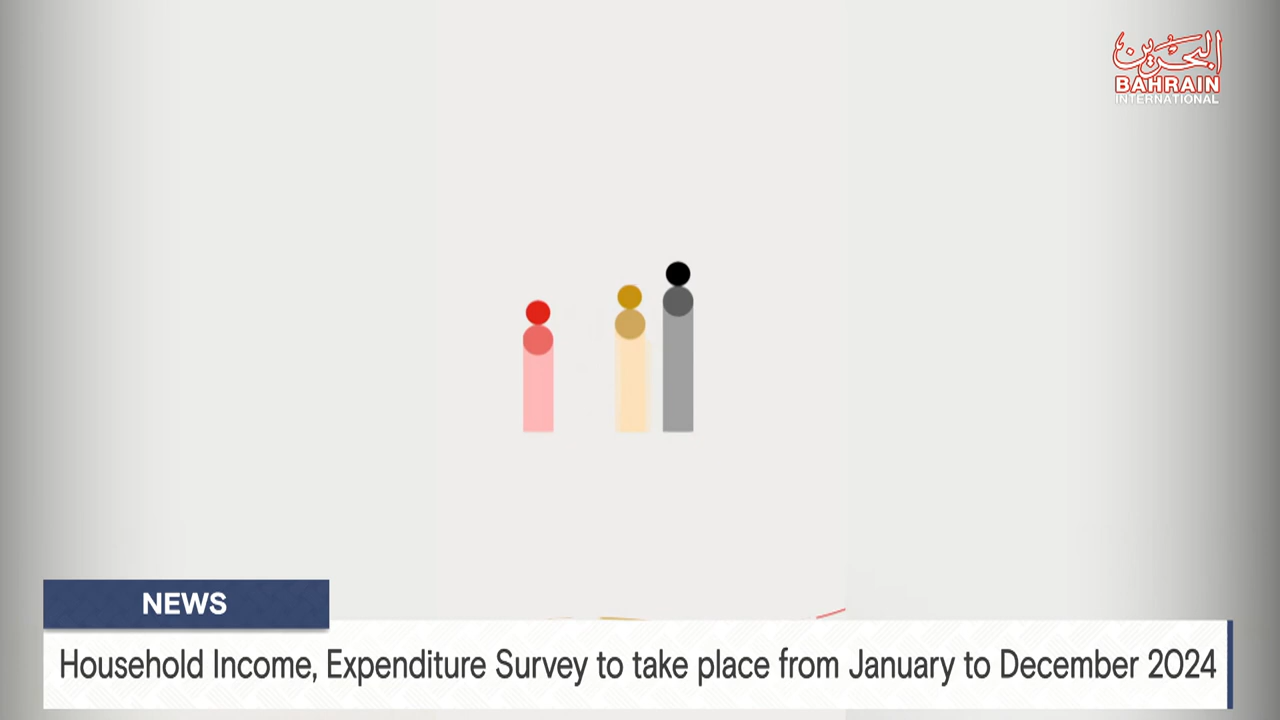 البحرين
BAHRAIN
INTERNATIONAL
NEWS
Household Income, Expenditure Survey to take place from January to December 2024